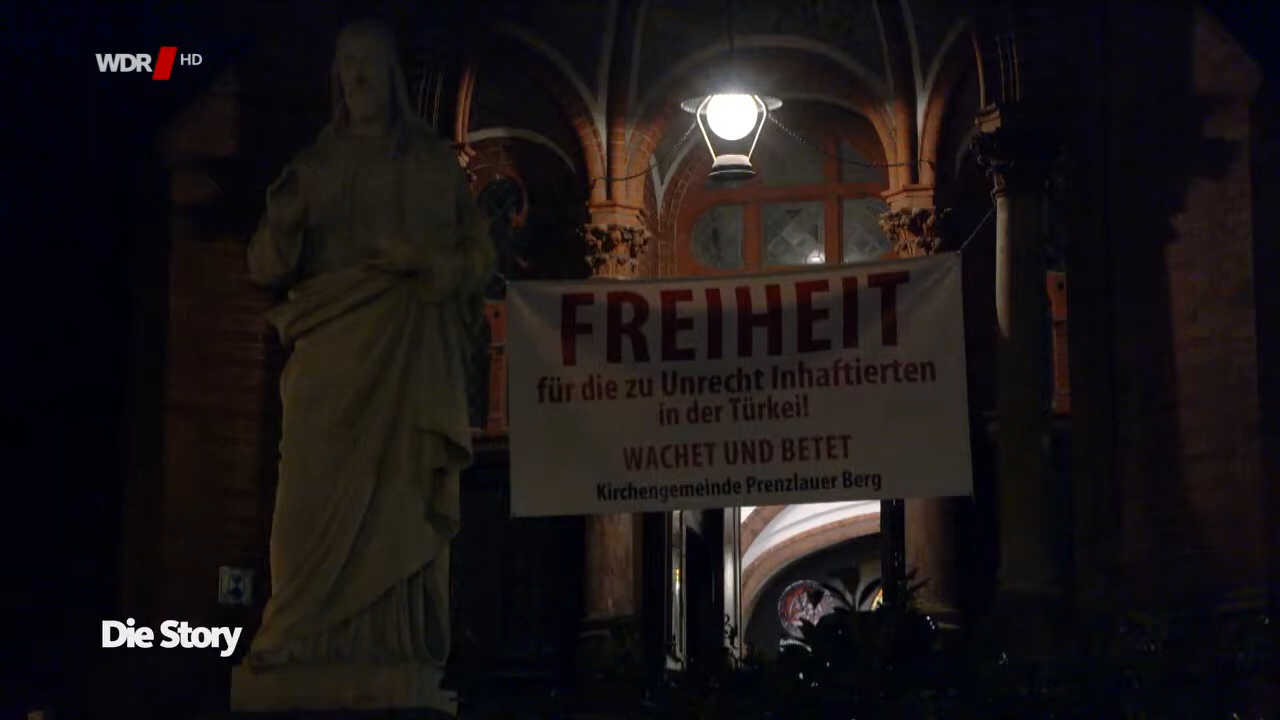 WDR HD
FREIHEIT
für die zu Unrecht Inhaftierten
in der Türkei!
WACHET UND BETET
Kirchengemeinde Prenzlauer Berg
Die Story